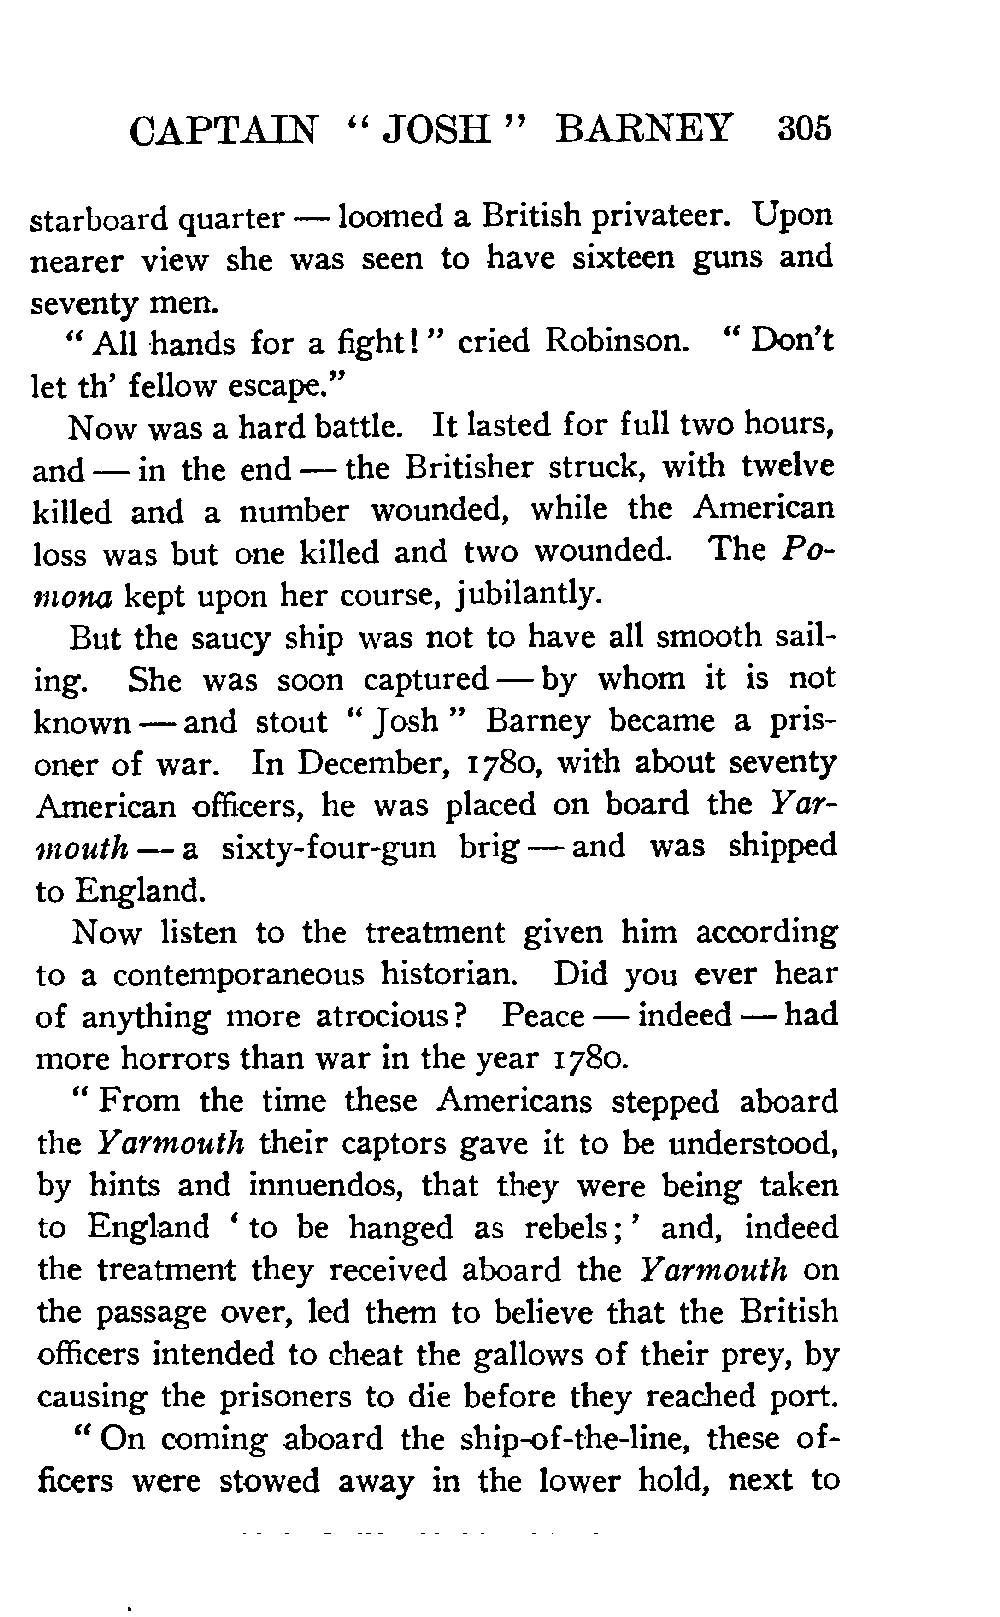 CAPTAIN “ JOSH ” BARNEY 305
starboard quarter — loomed a British privateer. Upon
nearer view she was seen to have sixteen guns and
seventy men.
“ All hands for a fight! ” cried Robinson. “ Don’t
let th’ fellow escape.”
Now was a hard battle. It lasted for full two hours,
and — in the end — the Britisher struck, with twelve
killed and a number wounded, while the American
loss was but one killed and two wounded. The Po-
mona kept upon her course, jubilantly.
But the saucy ship was not to have all smooth sail-
ing. She was soon captured — by whom it is not
known — and stout “ Josh ” Barney became a pris-
oner of war. In December, 1780, with about seventy
American officers, he was placed on board the Yar-
mouth — a sixty-four-gun brig — and was shipped
to England.
Now listen to the treatment given him according
to a contemporaneous historian. Did you ever hear
of anything more atrocious? Peace — indeed — had
more horrors than war in the year 1780.
“ From the time these Americans stepped aboard
the Yarmouth their captors gave it to be understood,
by hints and innuendos, that they were being taken
to England ‘ to be hanged as rebels; ’ and, indeed
the treatment they received aboard the Yarmouth on
the passage over, led them to believe that the British
officers intended to cheat the gallows of their prey, by
causing the prisoners to die before they reached port.
“ On coming aboard the ship-of-the-line, these of-
ficers were stowed away in the lower hold, next to